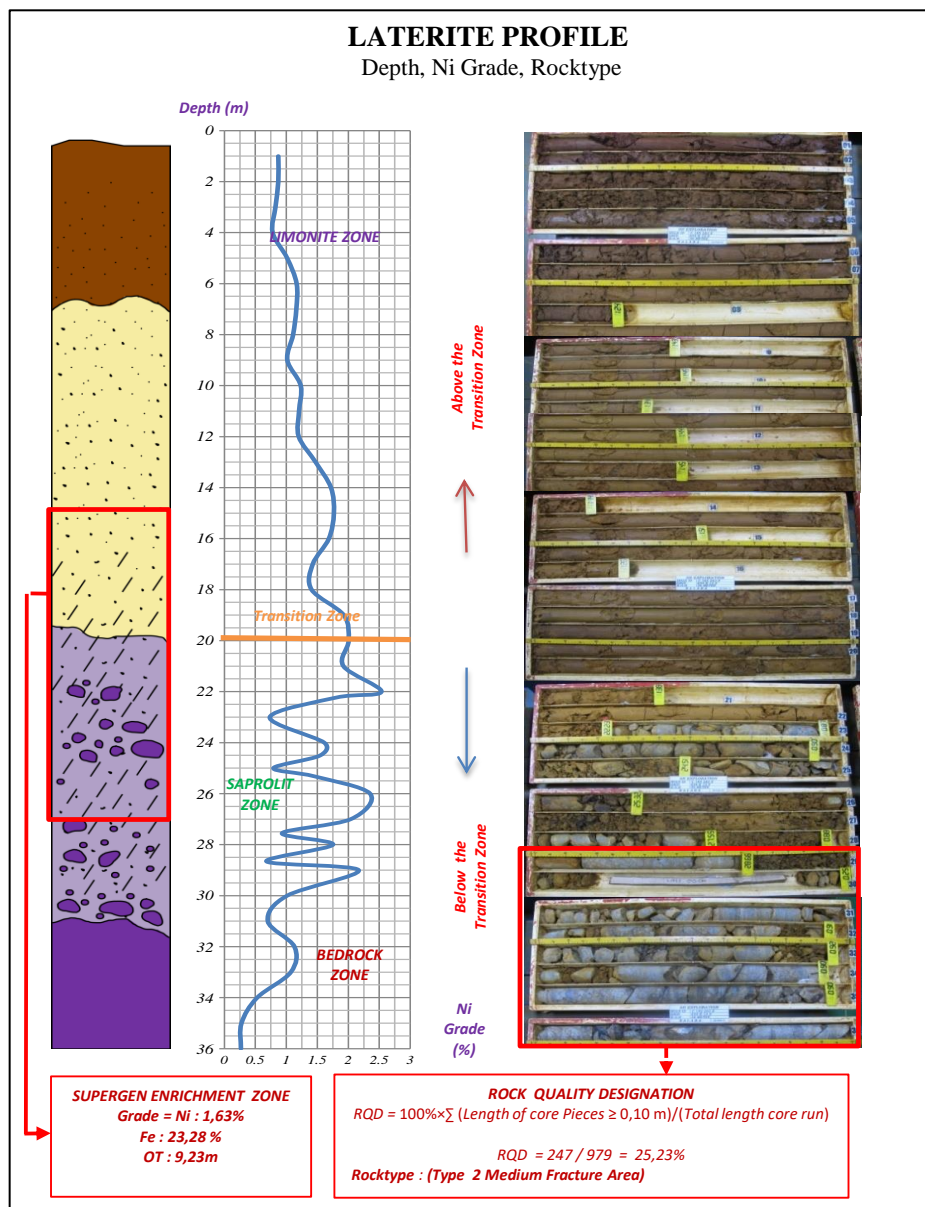 LATERITE PROFILE
Depth, Ni Grade, Rocktype
Depth (m)
0
2
4
6
8
10
12
14
16
18
20
22
24
26
28
30
32
34
36
0
0.5
1
1.5
2
2.5
3
LIMONITE ZONE
Transition Zone
SAPROLIT
ZONE
BEDROCK
ZONE
Ni
Grade
(%)
Above the
Transition Zone
Below the
Transition Zone
SUPERGEN ENRICHMENT ZONE
Grade = Ni : 1,63%
Fe : 23,28 %
OT : 9,23m
ROCK QUALITY DESIGNATION
RQD = 100%×∑ (Length of core Pieces ≥ 0,10 m)/(Total length core run)
RQD = 247 / 979 = 25,23%
Rocktype : (Type 2 Medium Fracture Area)